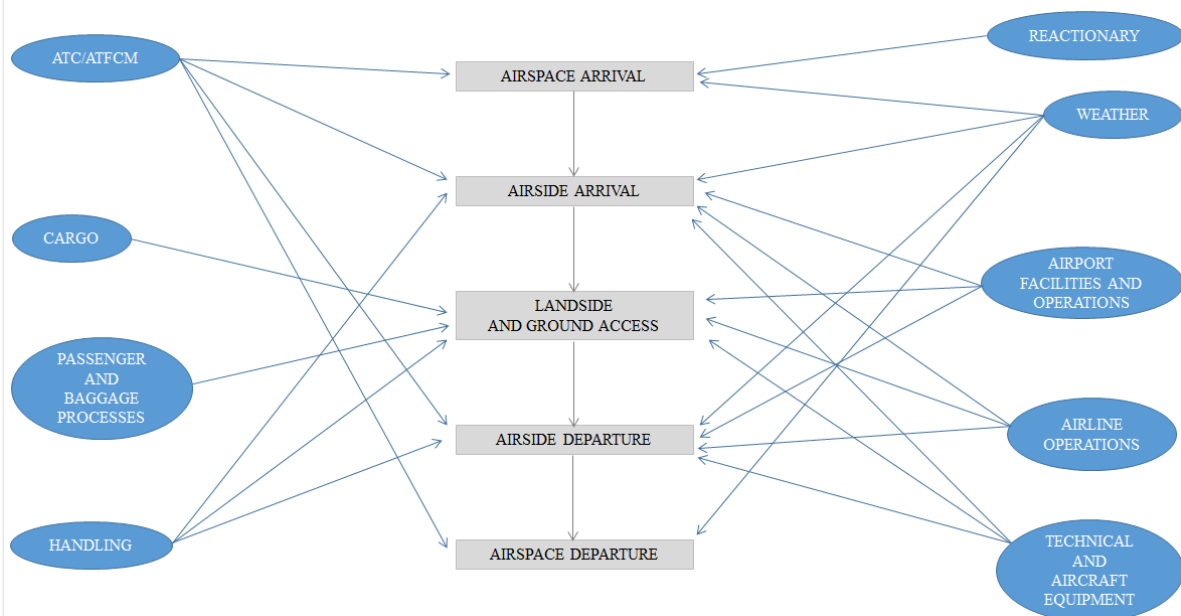 ATC/ATFCM
REACTIONARY
AIRSPACE ARRIVAL
WEATHER
AIRSIDE ARRIVAL
CARGO
AIRPORT
FACILITIES AND
OPERATIONS
LANDSIDE
AND GROUND ACCESS
PASSENGER
AND
BAGGAGE
PROCESSES
AIRLINE
OPERATIONS
AIRSIDE DEPARTURE
HANDLING
AIRSPACE DEPARTURE
TECHNICAL
AND
AIRCRAFT
EQUIPMENT